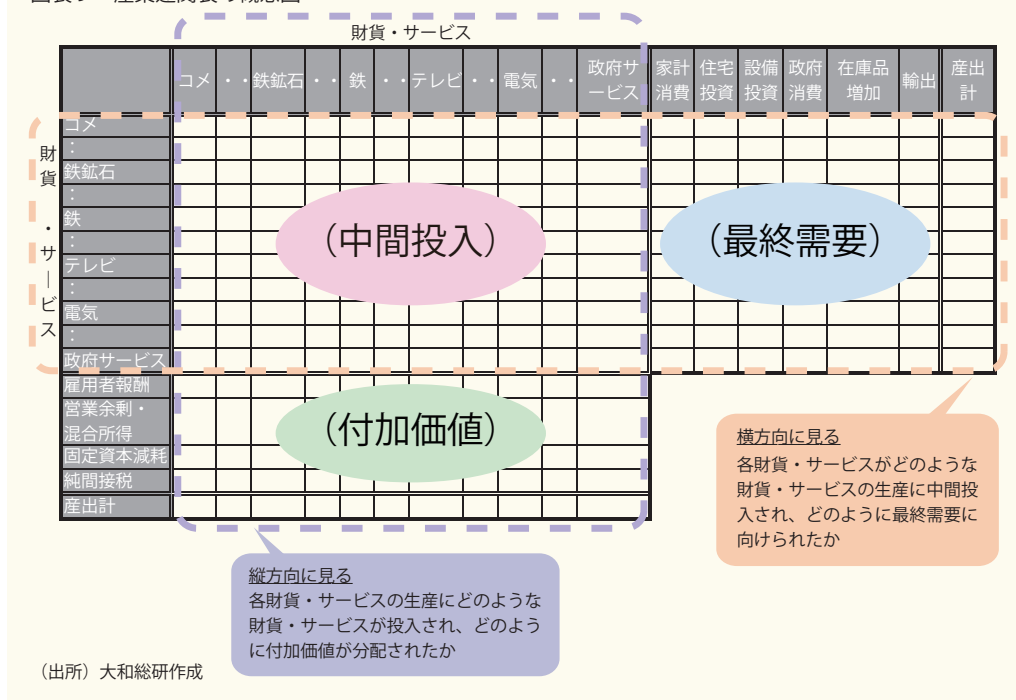 財貨・サービス
コメ ・・ 鉄鉱石 ・・ 鉄 ・・ テレビ ・・ 電気 ・・ 政府サービス 家計消費 住宅投資 設備投資 政府消費 在庫品増加 輸出 産出計
財貨・サービス
コメ
：
鉄鉱石
：
鉄
：
テレビ
：
電気
：
政府サービス
雇用者報酬
営業余剰・
混合所得
固定資本減耗
純間接税
産出計
（中間投入）
（最終需要）
（付加価値）
横方向に見る
各財貨・サービスがどのような
財貨・サービスの生産に中間投
入され、どのように最終需要に
向けられたか
縦方向に見る
各財貨・サービスの生産にどのような
財貨・サービスが投入され、どのよう
に付加価値が分配されたか
（出所）大和総研作成